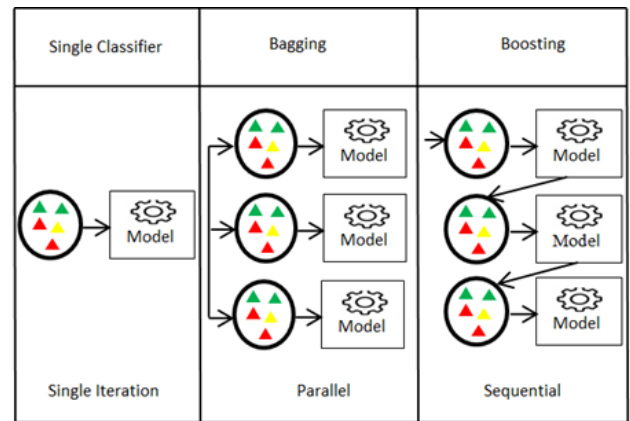 Single Classifier
Bagging
Boosting
Model
Model
Model
Model
Model
Model
Model
Single Iteration
Parallel
Sequential